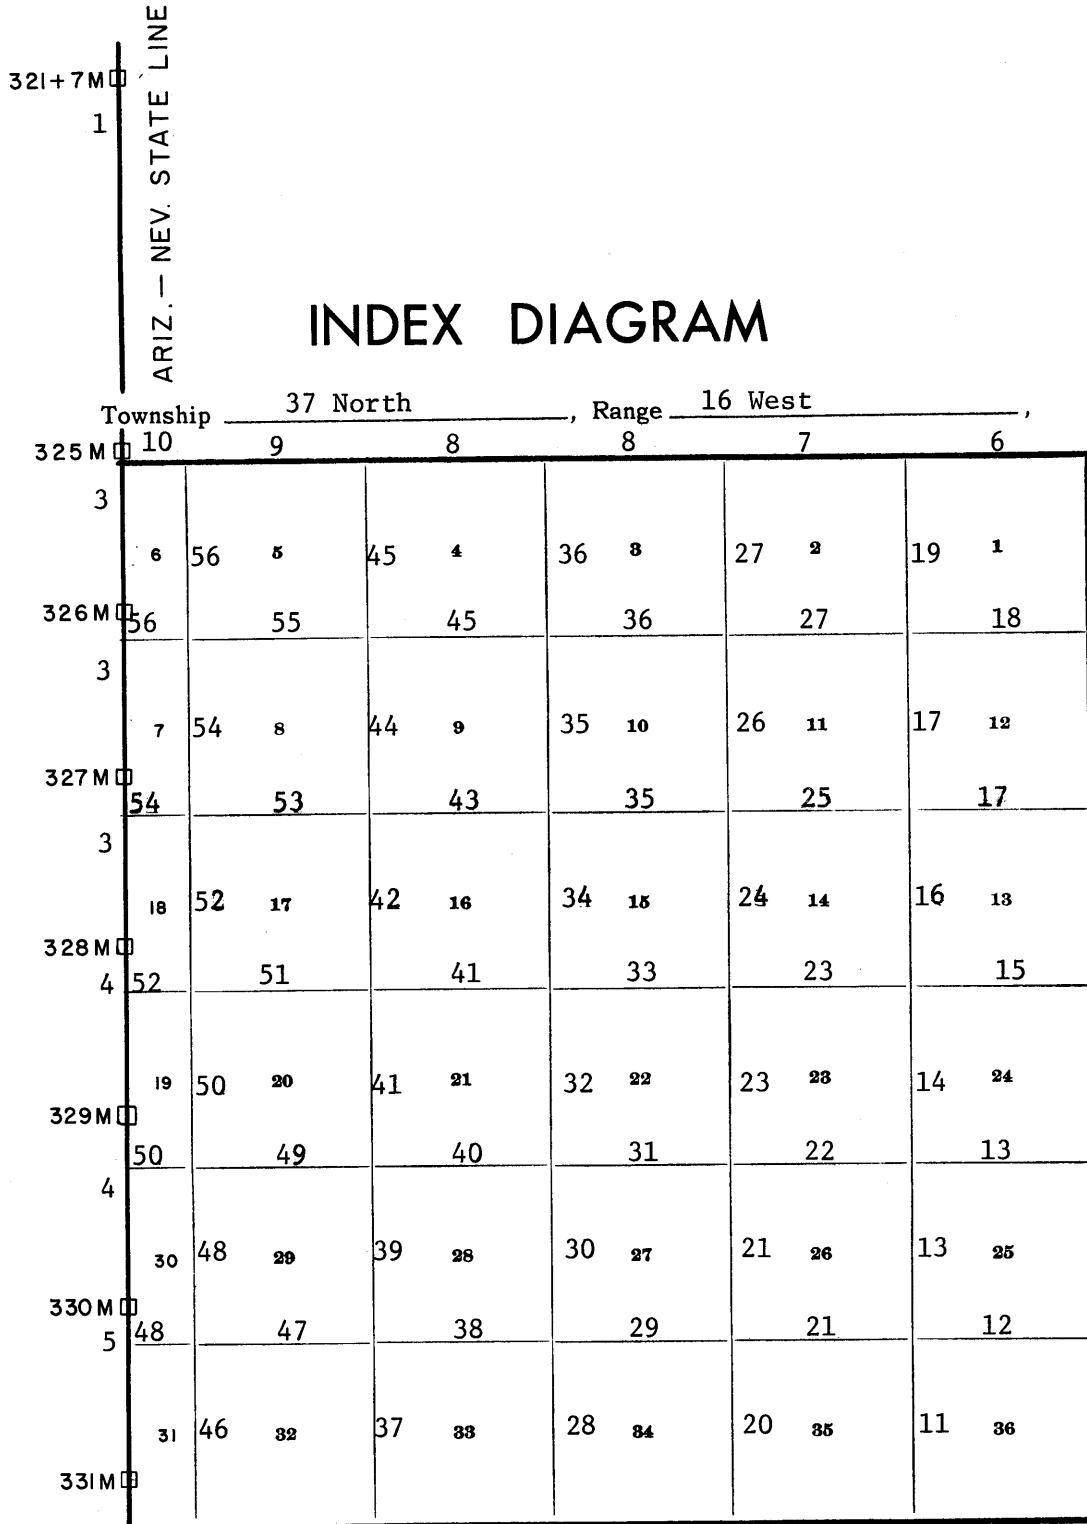 ARIZ. — NEV. STATE LINE
321+7M
1
INDEX DIAGRAM
Township 37 North, Range 16 West,
325 M 10 9 8 8 7 6
3
6 56 5 45 4 36 3 27 2 19 1
326M 56 55 45 36 27 18
3
7 54 8 44 9 35 10 26 11 17 12
327M
54 53 43 35 25 17
3
18 52 17 42 16 34 15 24 14 16 13
328M
4 52 51 41 33 23 15
19 50 20 41 21 32 22 23 23 14 24
329M
50 49 40 31 22 13
4
30 48 29 39 28 30 27 21 26 13 25
330M
5 48 47 38 29 21 12
31 46 32 37 33 28 34 20 35 11 36
331M